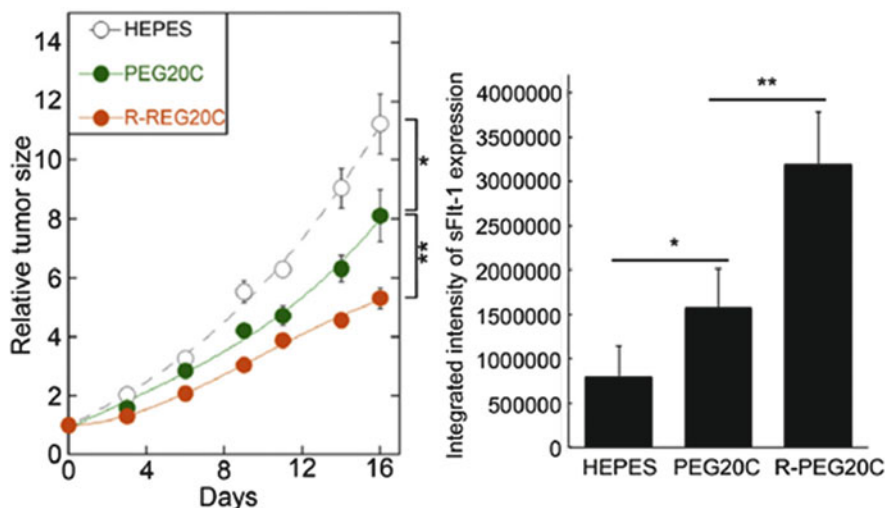 Relative tumor size
14
12
10
8
6
4
2
0
HEPES
PEG20C
R-REG20C
*
**
0 4 8 12 16
Days
Integrated intensity of sFlt-1 expression
4000000
3500000
3000000
2500000
2000000
1500000
1000000
500000
0
*
**
HEPES PEG20C R-PEG20C